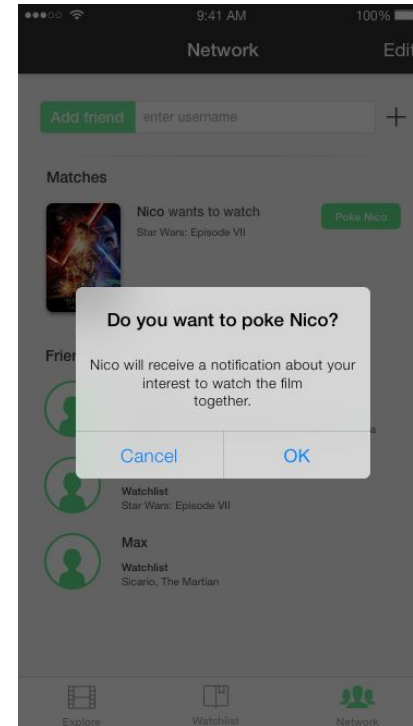 9:41 AM
100%
Network
Edit
Add friend
enter username
Matches
Nico wants to watch
Star Wars: Episode VII
Poke Nico
Do you want to poke Nico?
Nico will receive a notification about your
interest to watch the film
together.
Cancel
OK
Watchlist
Star Wars: Episode VII
Max
Watchlist
Sicario, The Martian
Explore
Watchlist
Network